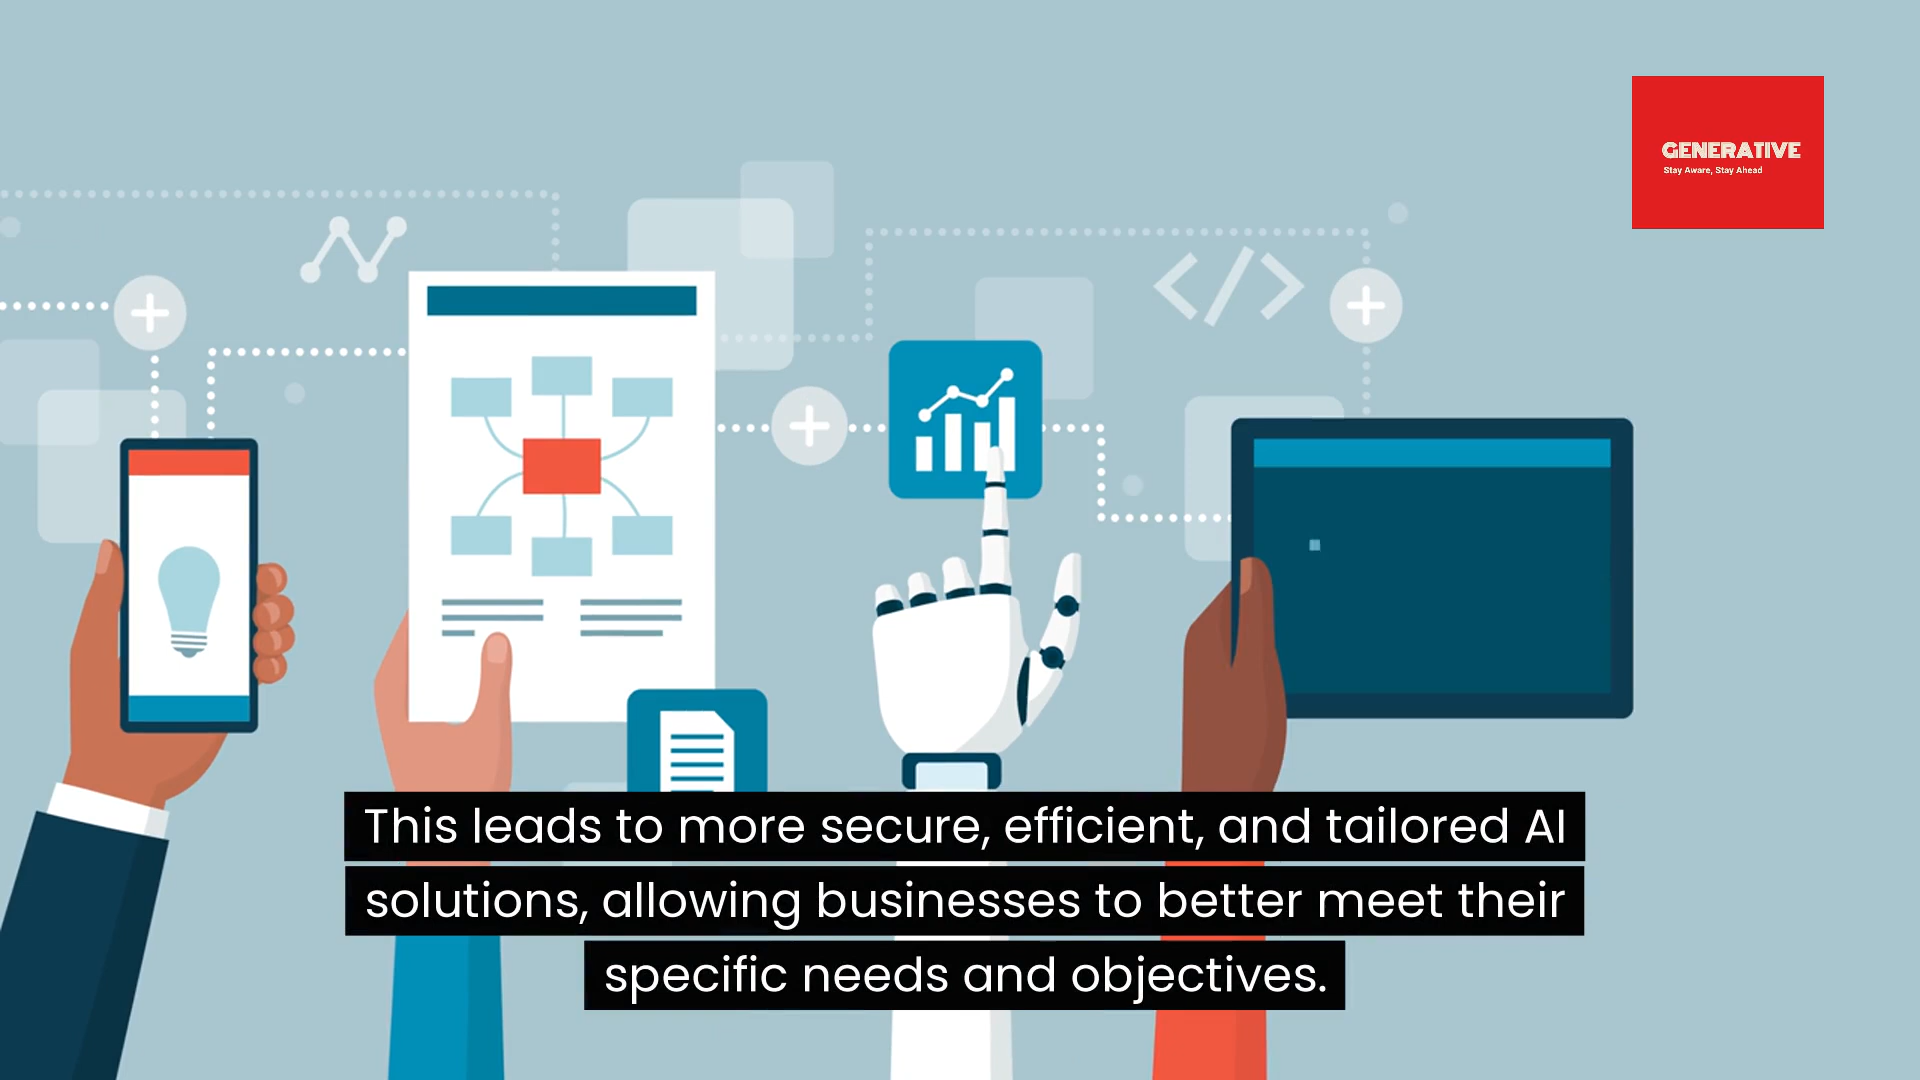 GENERATIVE
Stay Aware, Stay Ahead
This leads to more secure, efficient, and tailored AI
solutions, allowing businesses to better meet their
specific needs and objectives.